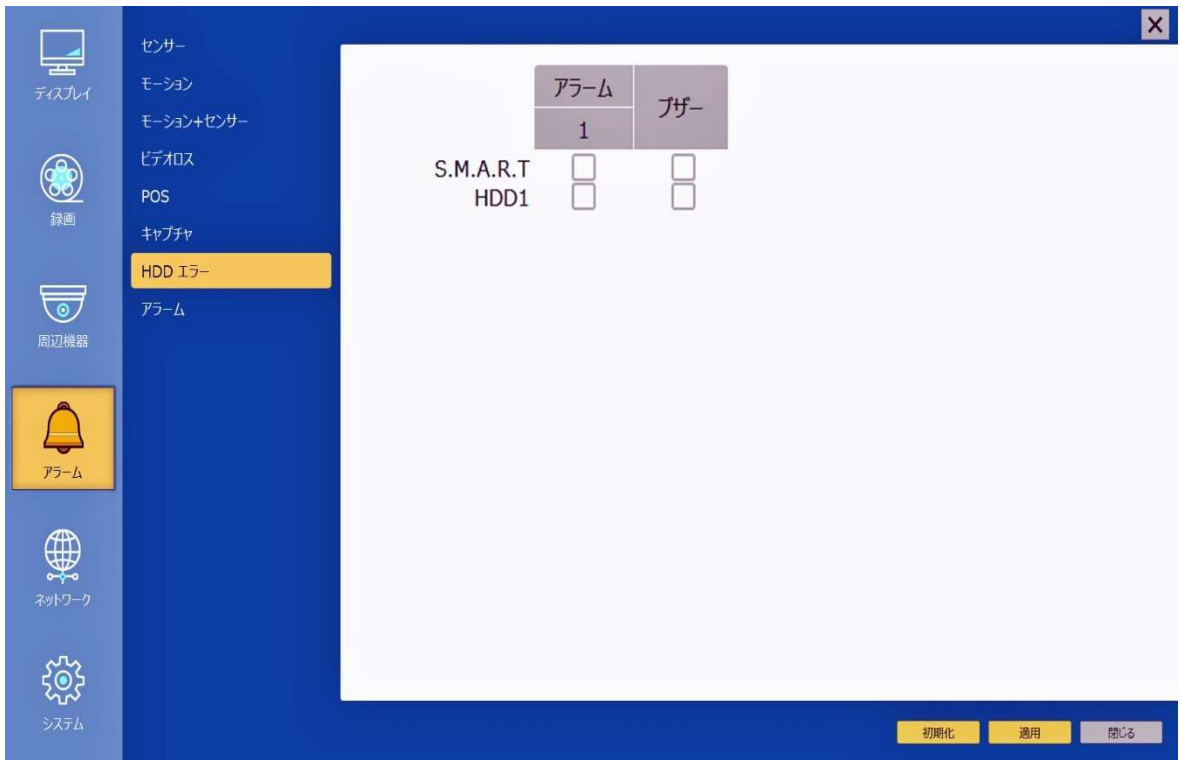 ディスプレイ
録画
周辺機器
アラーム
ネットワーク
システム
センサー
モーション
モーション+センサー
ビデオロス
POS
キャプチャ
HDD エラー
アラーム
アラーム
ブザー
1
S.M.A.R.T
HDD1
初期化
適用
閉じる